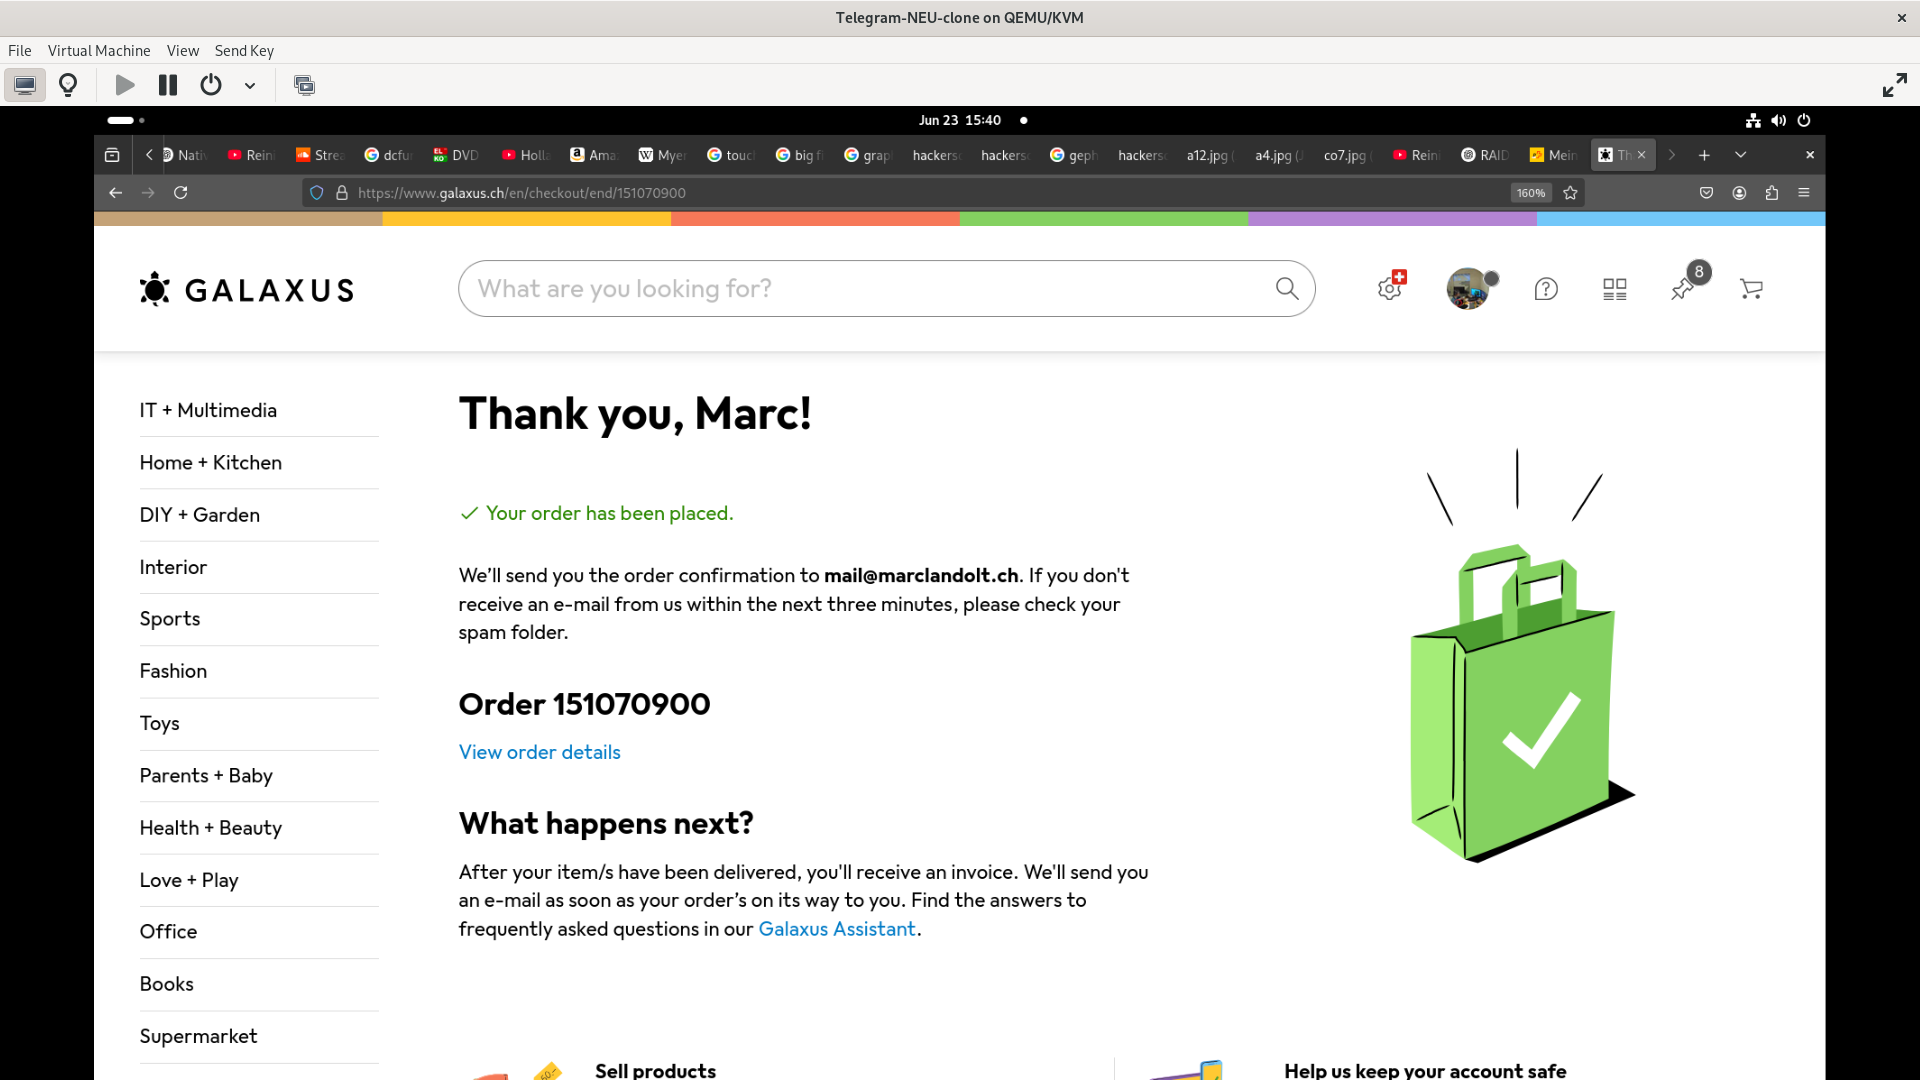 Telegram-NEU-clone on QEMU/KVM
File Virtual Machine View Send Key
Jun 23 15:40
Nativ Rein Strea dcfur DVD Holla Ama Myer touc big fi grap hackers hackers geph hackers a12.jpg ( a4.jpg (J co7.jpg ( Rein RAID Mein Th
https://www.galaxus.ch/en/checkout/end/151070900 160%
GALAXUS
What are you looking for?
8
IT + Multimedia
Home + Kitchen
DIY + Garden
Interior
Sports
Fashion
Toys
Parents + Baby
Health + Beauty
Love + Play
Office
Books
Supermarket
Thank you, Marc!
Your order has been placed.
We’ll send you the order confirmation to mail@marclandolt.ch. If you don't
receive an e-mail from us within the next three minutes, please check your
spam folder.
Order 151070900
View order details
What happens next?
After your item/s have been delivered, you'll receive an invoice. We'll send you
an e-mail as soon as your order’s on its way to you. Find the answers to
frequently asked questions in our Galaxus Assistant.
Sell products
Help us keep your account safe